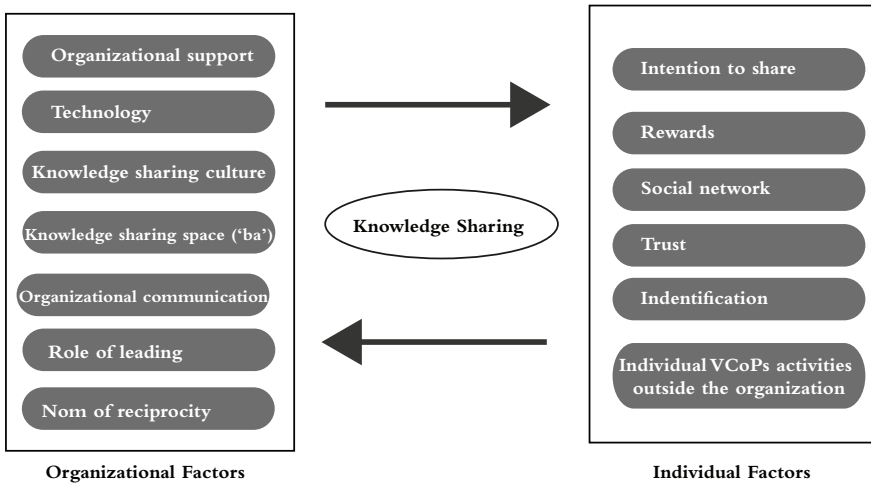 Organizational support
Technology
Knowledge sharing culture
Knowledge sharing space (‘ba’)
Organizational communication
Role of leading
Nom of reciprocity
Organizational Factors
Knowledge Sharing
Intention to share
Rewards
Social network
Trust
Indentification
Individual VCoPs activities
outside the organization
Individual Factors